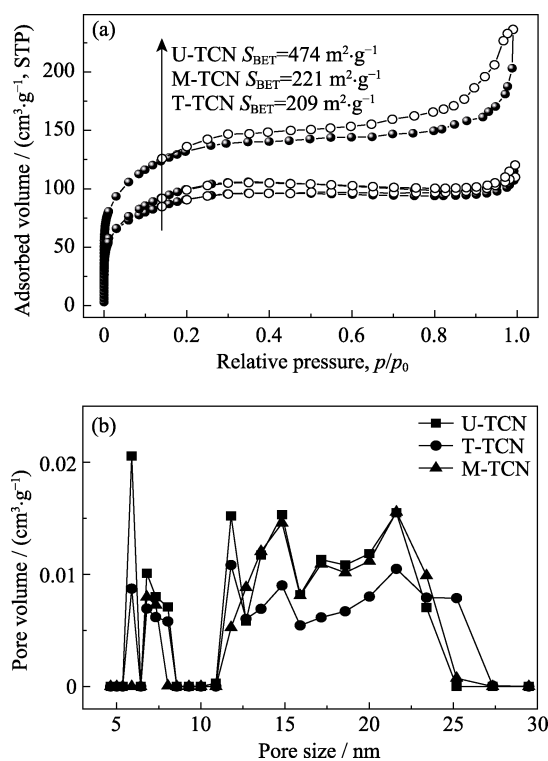 (a)
U-TCN S_BET=474 m²·g⁻¹
M-TCN S_BET=221 m²·g⁻¹
T-TCN S_BET=209 m²·g⁻¹
Adsorbed volume / (cm³·g⁻¹, STP)
200
150
100
50
0
0
0.2
0.4
0.6
0.8
1.0
Relative pressure, p/p₀
(b)
U-TCN
T-TCN
M-TCN
Pore volume / (cm³·g⁻¹)
0.02
0.01
0
5
10
15
20
25
30
Pore size / nm